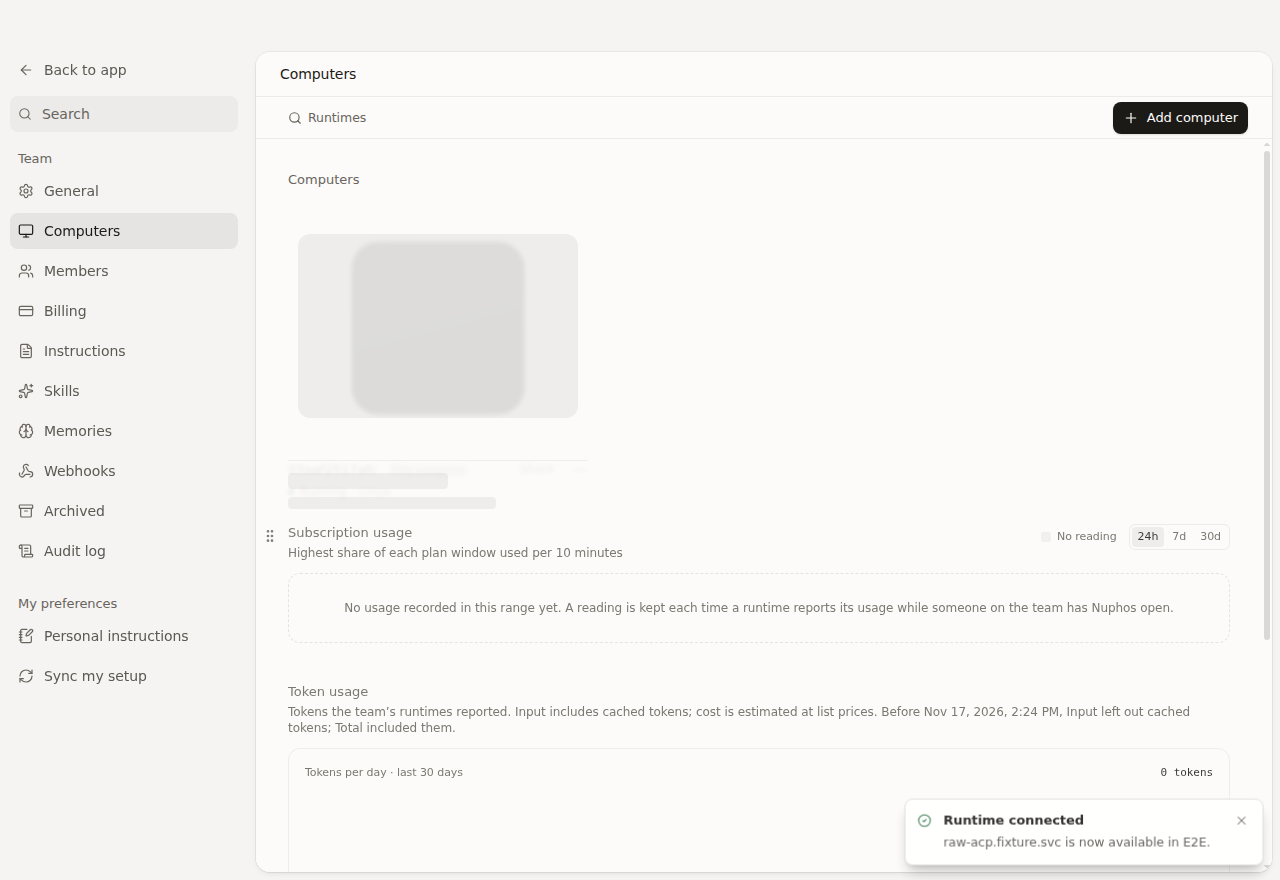 Back to app
Search
Team
General
Computers
Members
Billing
Instructions
Skills
Memories
Webhooks
Archived
Audit log
My preferences
Personal instructions
Sync my setup
Computers
Runtimes
Add computer
Computers
Subscription usage
Highest share of each plan window used per 10 minutes
No reading
24h
7d
30d
No usage recorded in this range yet. A reading is kept each time a runtime reports its usage while someone on the team has Nuphos open.
Token usage
Tokens the team’s runtimes reported. Input includes cached tokens; cost is estimated at list prices. Before Nov 17, 2026, 2:24 PM, Input left out cached
tokens; Total included them.
Tokens per day · last 30 days
0 tokens
Runtime connected
raw-acp.fixture.svc is now available in E2E.